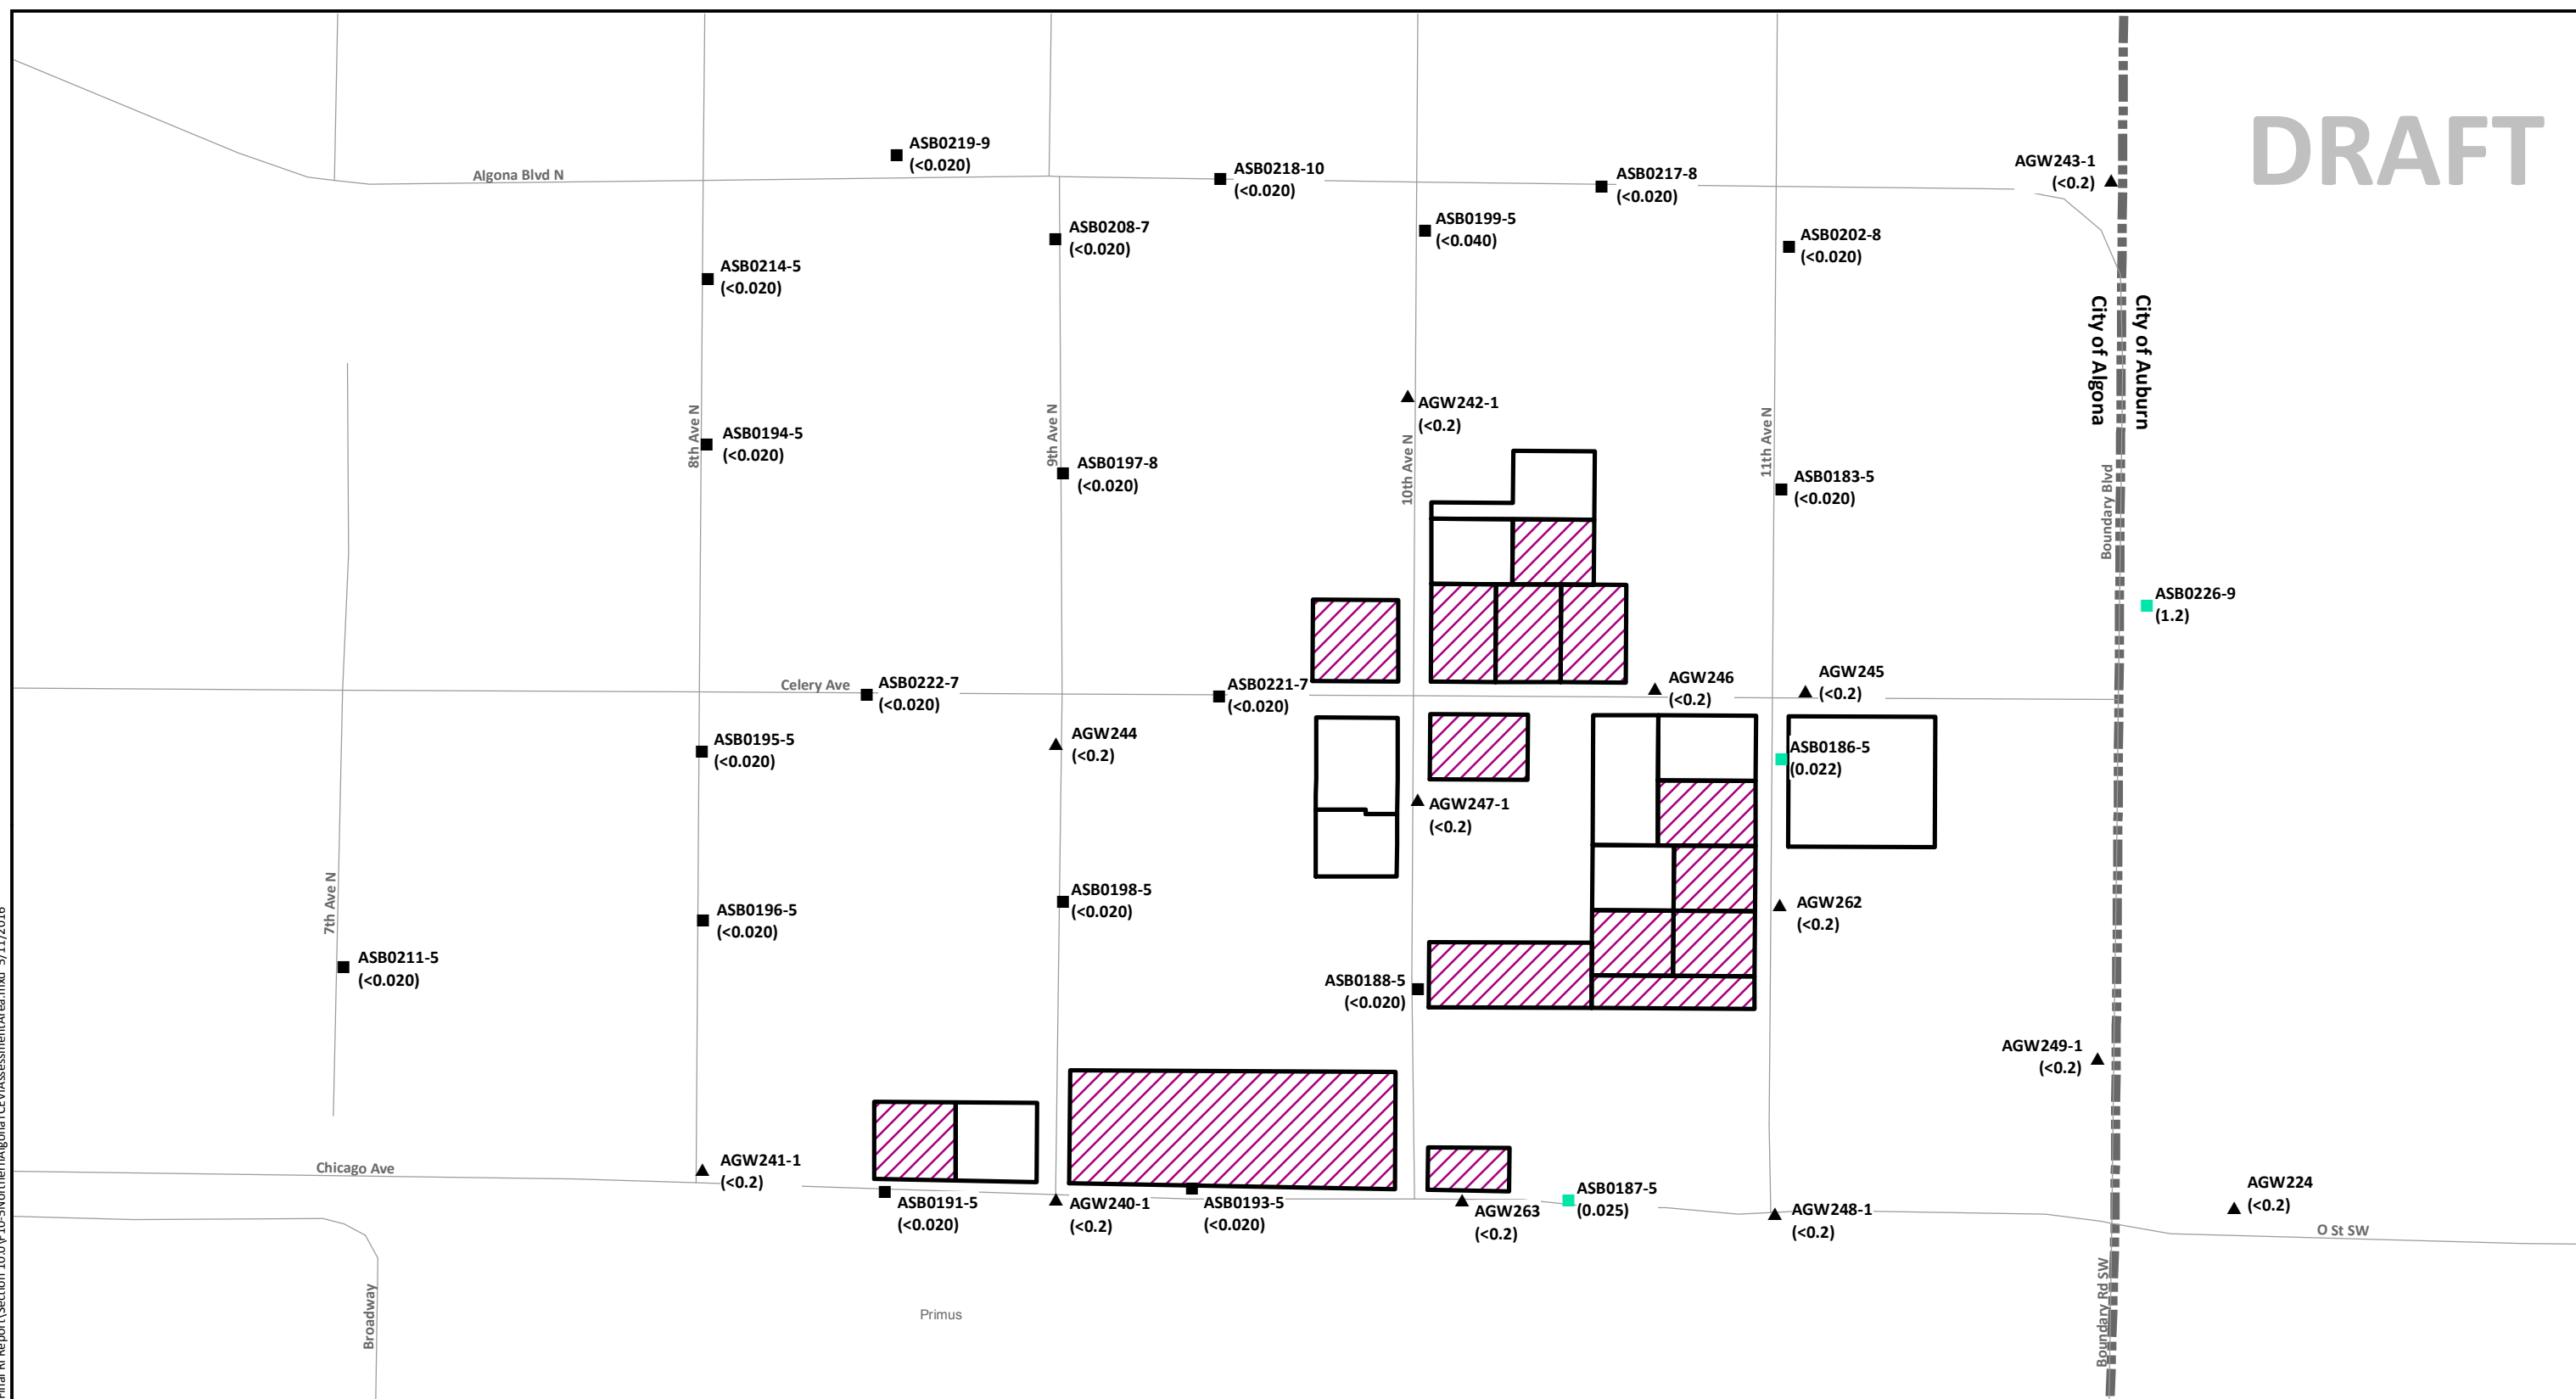 DRAFT
ASB0219-9
(<0.020)
Algona Blvd N
ASB0218-10
(<0.020)
ASB0217-8
(<0.020)
AGW243-1
(<0.2)
ASB0208-7
(<0.020)
ASB0199-5
(<0.040)
ASB0202-8
(<0.020)
ASB0214-5
(<0.020)
City of Algona
City of Auburn
AGW242-1
(<0.2)
8th Ave N
ASB0194-5
(<0.020)
9th Ave N
ASB0197-8
(<0.020)
10th Ave N
11th Ave N
ASB0183-5
(<0.020)
Boundary Blvd
ASB0226-9
(1.2)
Celery Ave
ASB0222-7
(<0.020)
ASB0221-7
(<0.020)
AGW246
(<0.2)
AGW245
(<0.2)
ASB0195-5
(<0.020)
AGW244
(<0.2)
ASB0186-5
(0.022)
AGW247-1
(<0.2)
7th Ave N
ASB0196-5
(<0.020)
ASB0198-5
(<0.020)
AGW262
(<0.2)
ASB0211-5
(<0.020)
ASB0188-5
(<0.020)
AGW249-1
(<0.2)
Chicago Ave
AGW241-1
(<0.2)
ASB0191-5
(<0.020)
AGW240-1
(<0.2)
ASB0193-5
(<0.020)
AGW263
(<0.2)
ASB0187-5
(0.025)
AGW248-1
(<0.2)
AGW224
(<0.2)
O St SW
Broadway
Primus
Boundary Rd SW